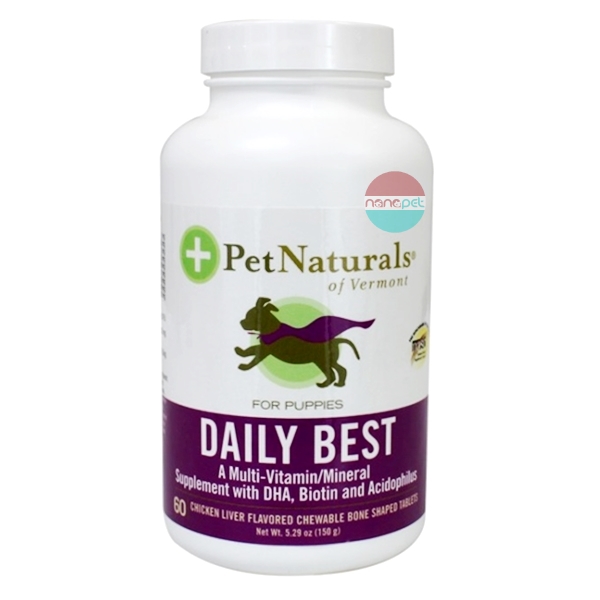 nanapet
PetNaturals®
of Vermont
FOR PUPPIES
DAILY BEST
A Multi-Vitamin/Mineral
Supplement with DHA, Biotin and Acidophilus
60 CHICKEN LIVER FLAVORED CHEWABLE BONE SHAPED TABLETS
Net Wt. 5.29 oz (150 g)